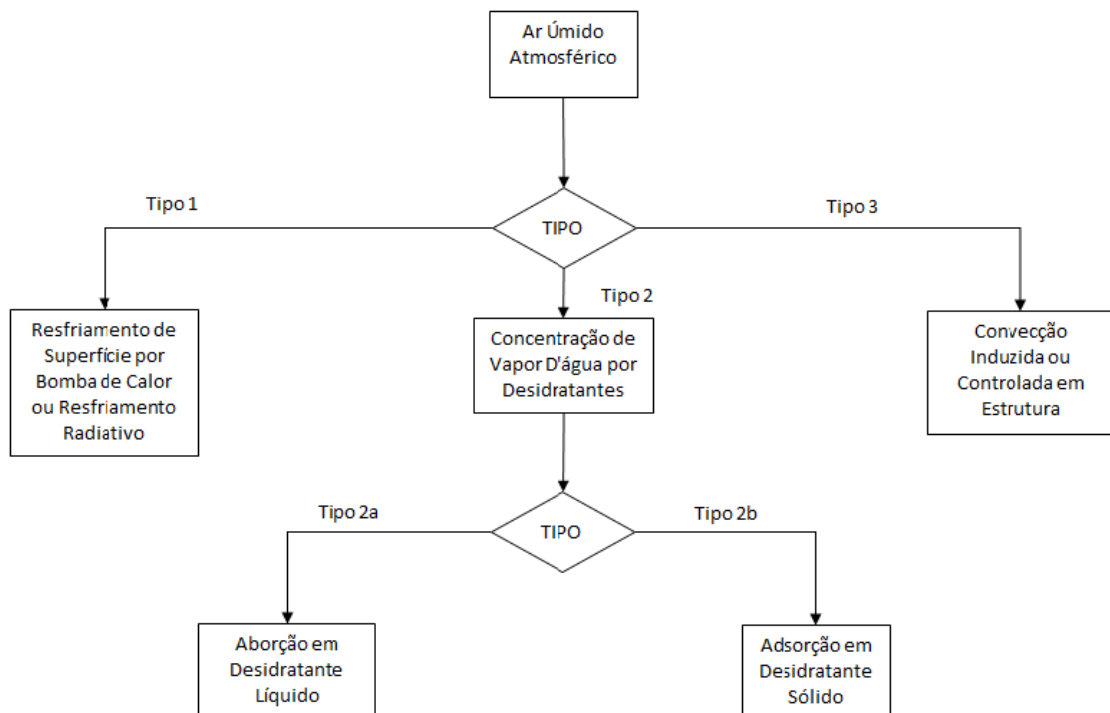 Ar Úmido
Atmosférico
Tipo 1
TIPO
Tipo 3
Tipo 2
Resfriamento de
Superfície por
Bomba de Calor
ou Resfriamento
Radiativo
Concentração de
Vapor D'água por
Desidratantes
Convecção
Induzida ou
Controlada em
Estrutura
Tipo 2a
TIPO
Tipo 2b
Aborção em
Desidratante
Líquido
Adsorção em
Desidratante
Sólido